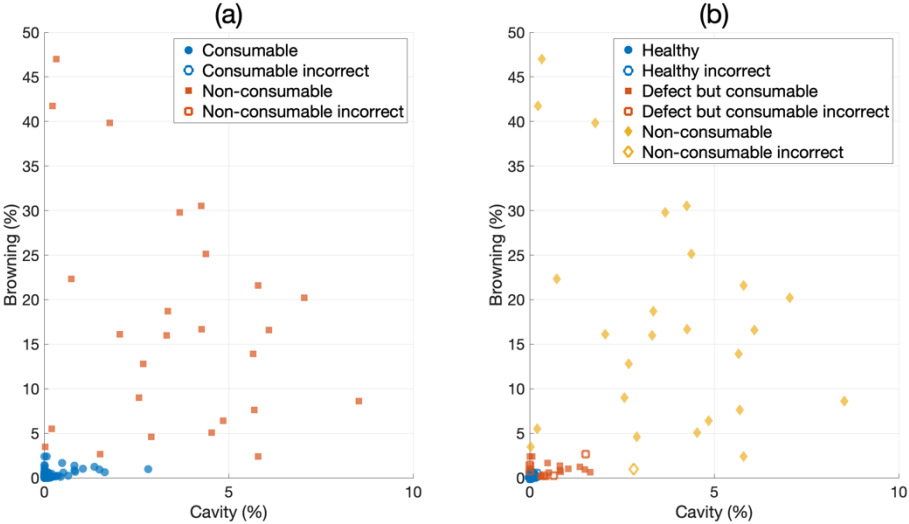 (a)
50
45
40
35
30
25
20
15
10
5
0
Browning (%)
0
5
10
Cavity (%)
Consumable
Consumable incorrect
Non-consumable
Non-consumable incorrect
(b)
50
45
40
35
30
25
20
15
10
5
0
Browning (%)
0
5
10
Cavity (%)
Healthy
Healthy incorrect
Defect but consumable
Defect but consumable incorrect
Non-consumable
Non-consumable incorrect